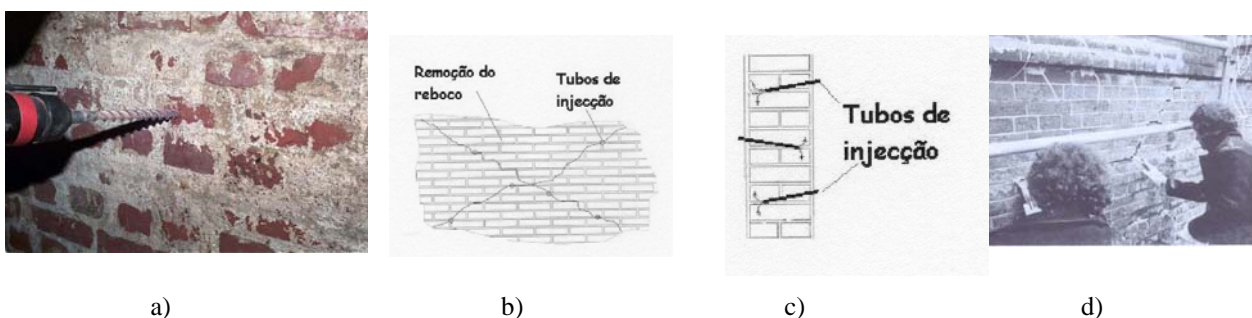 Remoção do
reboco
Tubos de
injecção
Tubos de
injecção
a)
b)
c)
d)